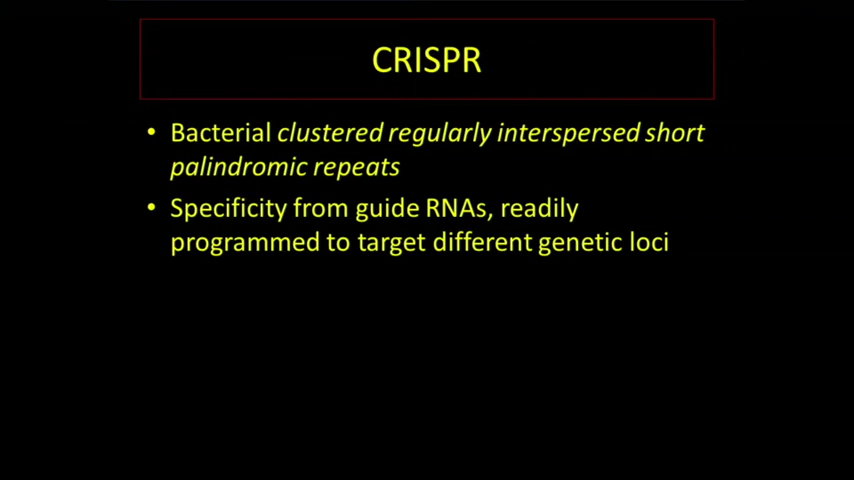 CRISPR
• Bacterial clustered regularly interspersed short
palindromic repeats
• Specificity from guide RNAs, readily
programmed to target different genetic loci